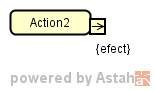 Action2
{efect}
powered by Astah